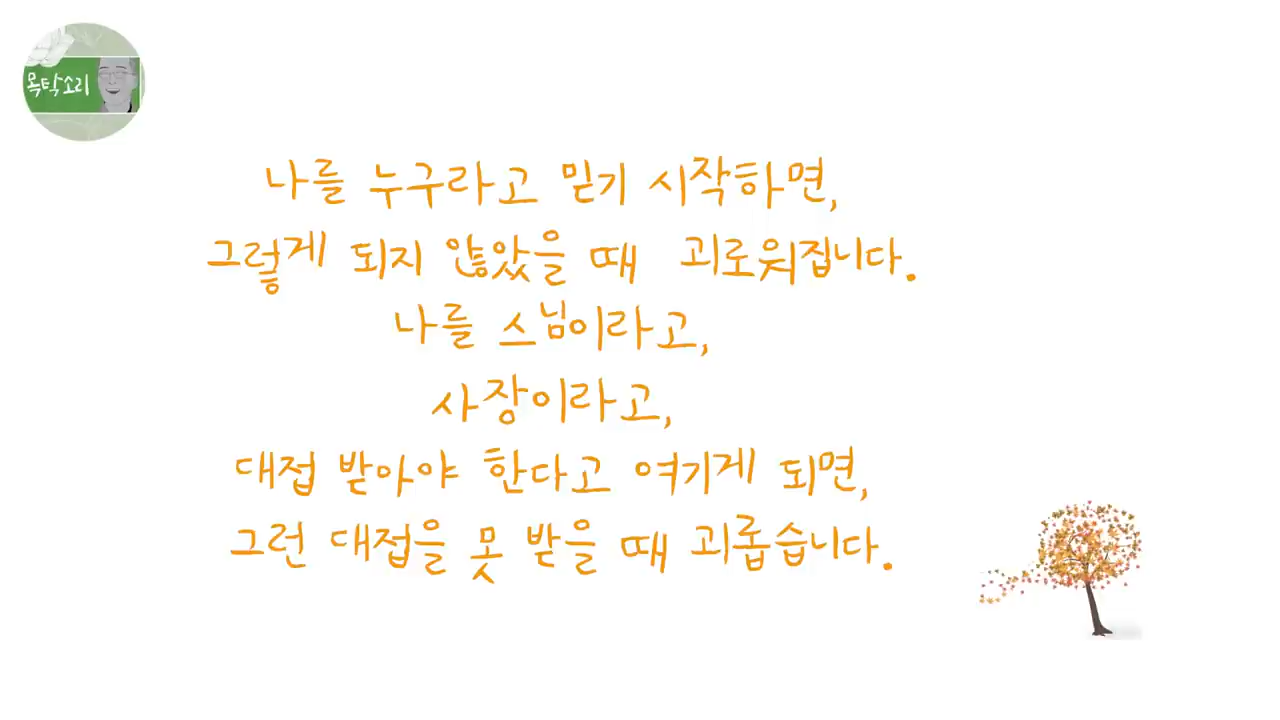 목탁소리
나를 누구라고 믿기 시작하면,
그렇게 되지 않았을 때 괴로워집니다.
나를 스님이라고,
사장이라고,
대접 받아야 한다고 여기게 되면,
그런 대접을 못 받을 때 괴롭습니다.